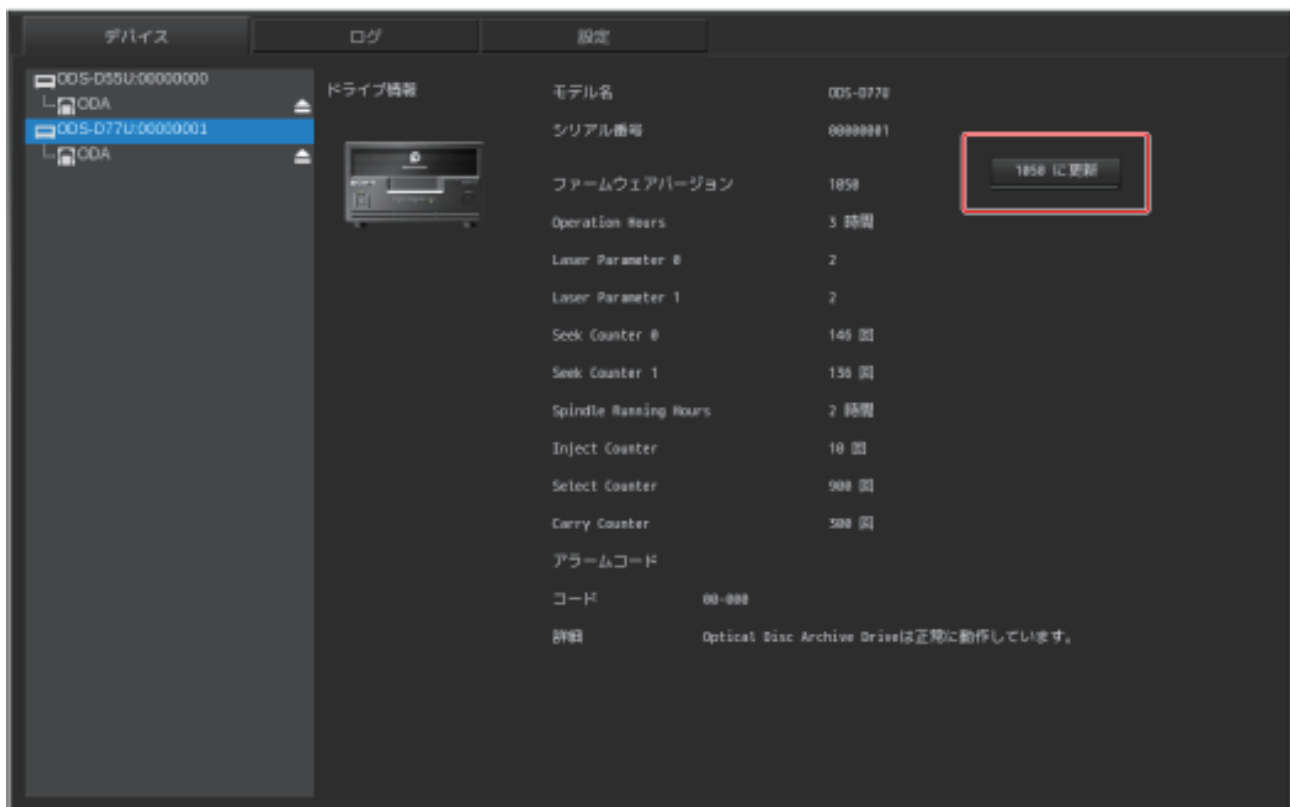 デバイス ログ 設定
ODS-D55U:00000000
ODA
ODS-D77U:00000001
ODA
ドライブ情報
モデル名 ODS-D77U
シリアル番号 00000001
ファームウェアバージョン 1050
1050 に更新
Operation Hours 3 時間
Laser Parameter 0 2
Laser Parameter 1 2
Seek Counter 0 146 回
Seek Counter 1 136 回
Spindle Running Hours 2 時間
Inject Counter 10 回
Select Counter 900 回
Carry Counter 300 回
アラームコード
コード 00-000
詳細 Optical Disc Archive Driveは正常に動作しています。